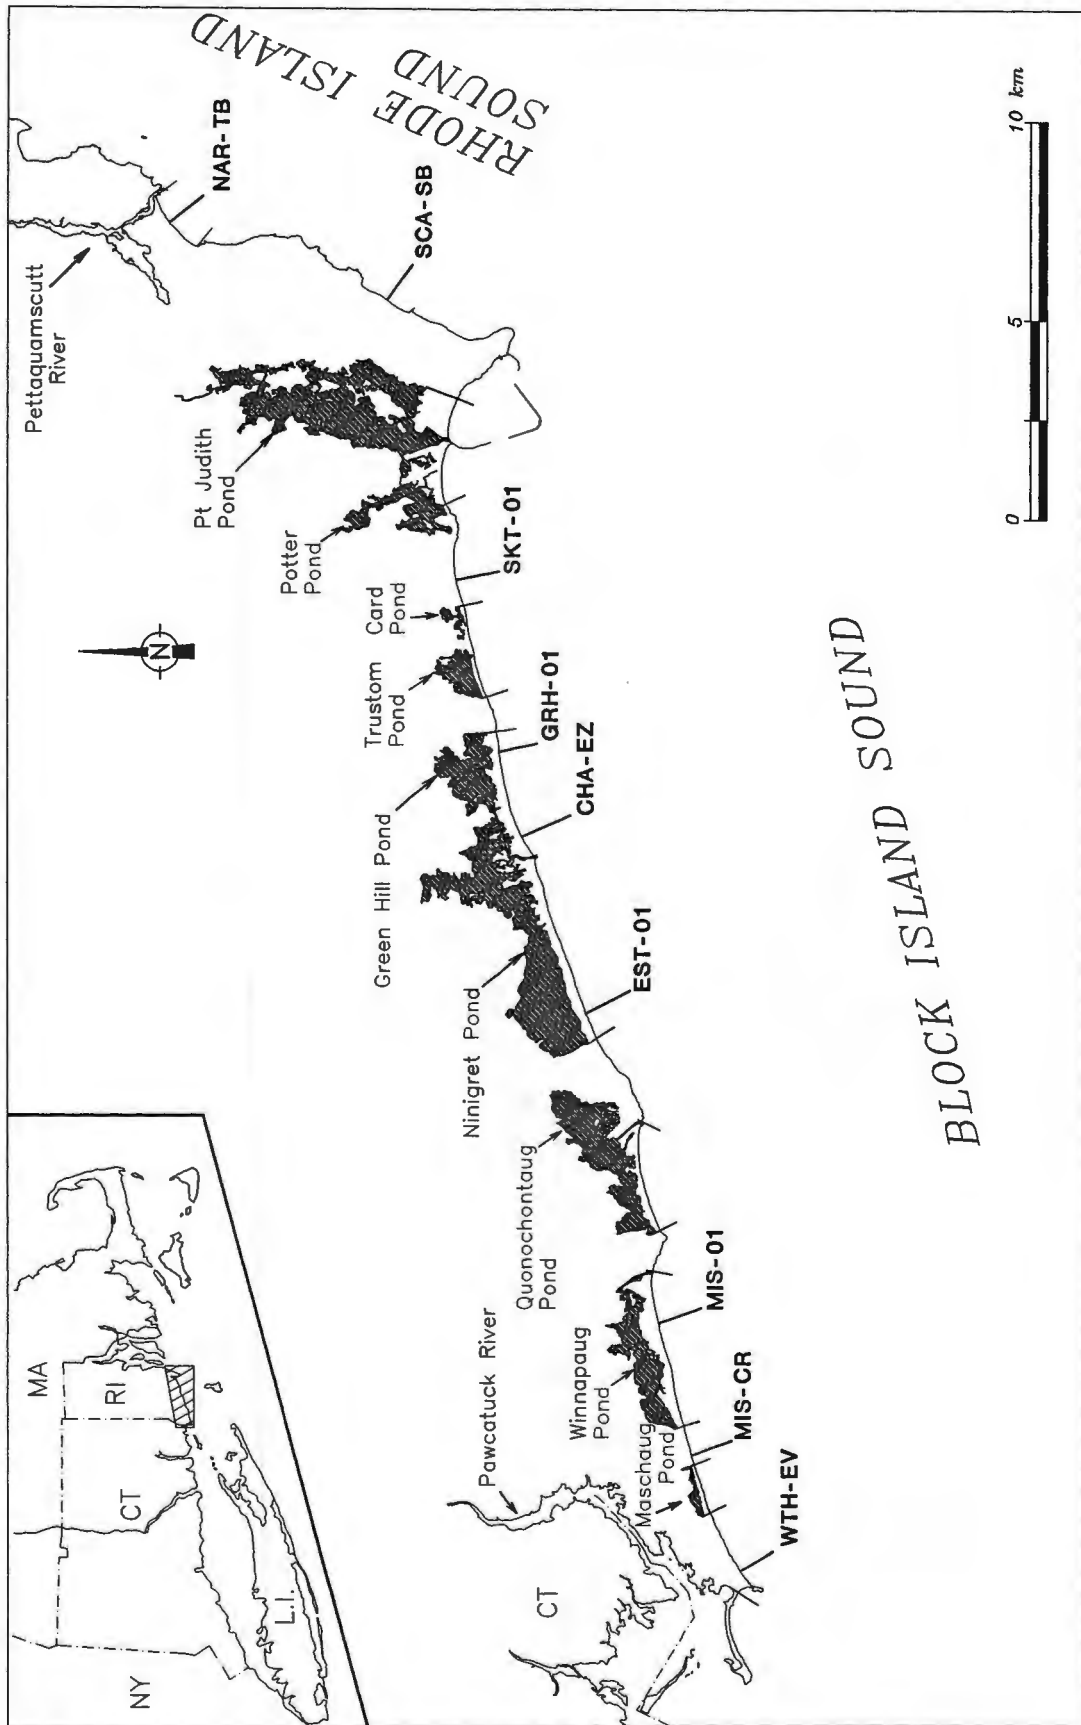 NY
CT
MA
RI
L.I.
CT
Pawcatuck River
Maschaug
Pond
Winnapaug
Pond
Quonochontaug
Pond
Ninigret Pond
Green Hill Pond
Trustom
Pond
Card
Pond
Potter
Pond
Pt Judith
Pond
Pettaquamscutt
River
N
WTH-EV
MIS-CR
MIS-01
EST-01
CHA-EZ
GRH-01
SKT-01
SCA-SB
NAR-TB
RHODE ISLAND
SOUND
BLOCK ISLAND SOUND
0
5
10 km